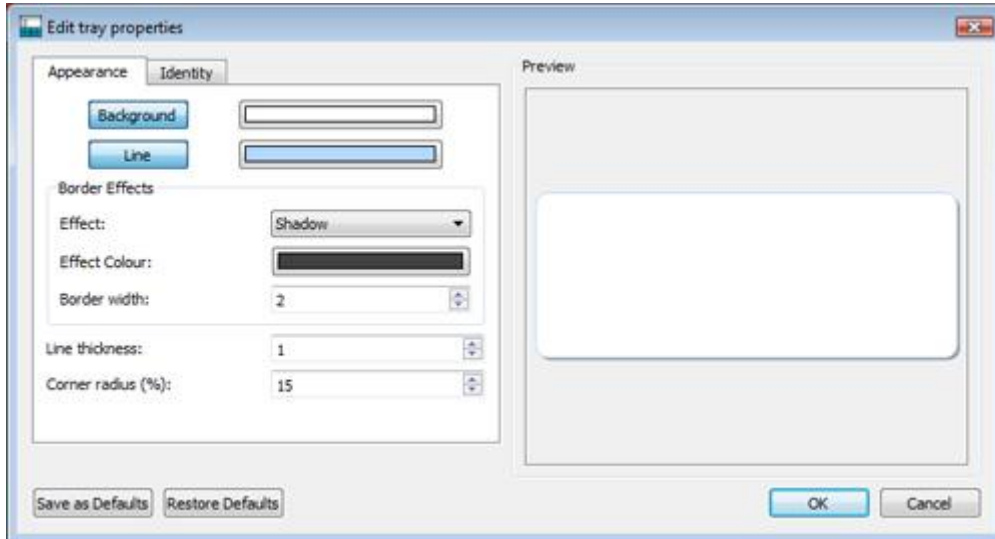 Edit tray properties
Appearance Identity
Preview
Background
Line
Border Effects
Effect: Shadow
Effect Colour:
Border width: 2
Line thickness: 1
Corner radius (%): 15
Save as Defaults Restore Defaults OK Cancel